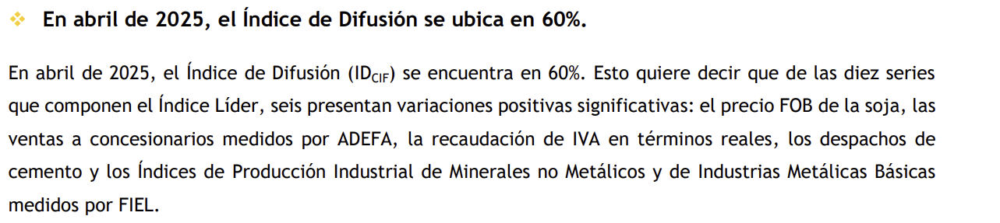 ❖ En abril de 2025, el Índice de Difusión se ubica en 60%.
En abril de 2025, el Índice de Difusión (IDCIF) se encuentra en 60%. Esto quiere decir que de las diez series
que componen el Índice Líder, seis presentan variaciones positivas significativas: el precio FOB de la soja, las
ventas a concesionarios medidos por ADEFA, la recaudación de IVA en términos reales, los despachos de
cemento y los Índices de Producción Industrial de Minerales no Metálicos y de Industrias Metálicas Básicas
medidos por FIEL.